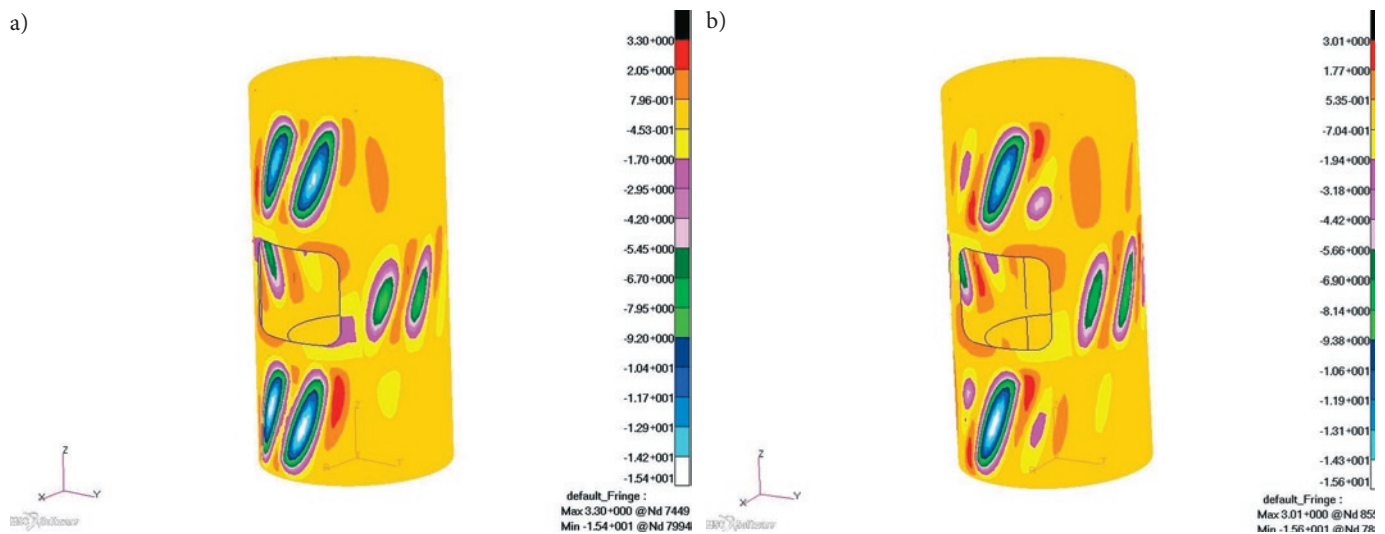 a)
3.30+000
2.05+000
7.96-001
-4.53-001
-1.70+000
-2.95+000
-4.20+000
-5.45+000
-6.70+000
-7.95+000
-9.20+000
-1.04+001
-1.17+001
-1.29+001
-1.42+001
-1.54+001
default_Fringe :
Max 3.30+000 @Nd 7449
Min -1.54+001 @Nd 7994
Z
X
Y
Z
R
T
MSC Software
b)
3.01+000
1.77+000
5.35-001
-7.04-001
-1.94+000
-3.18+000
-4.42+000
-5.66+000
-6.90+000
-8.14+000
-9.38+000
-1.06+001
-1.19+001
-1.31+001
-1.43+001
-1.56+001
default_Fringe :
Max 3.01+000 @Nd 855
Min -1.56+001 @Nd 78
Z
X
Y
Z
R
T
MSC Software